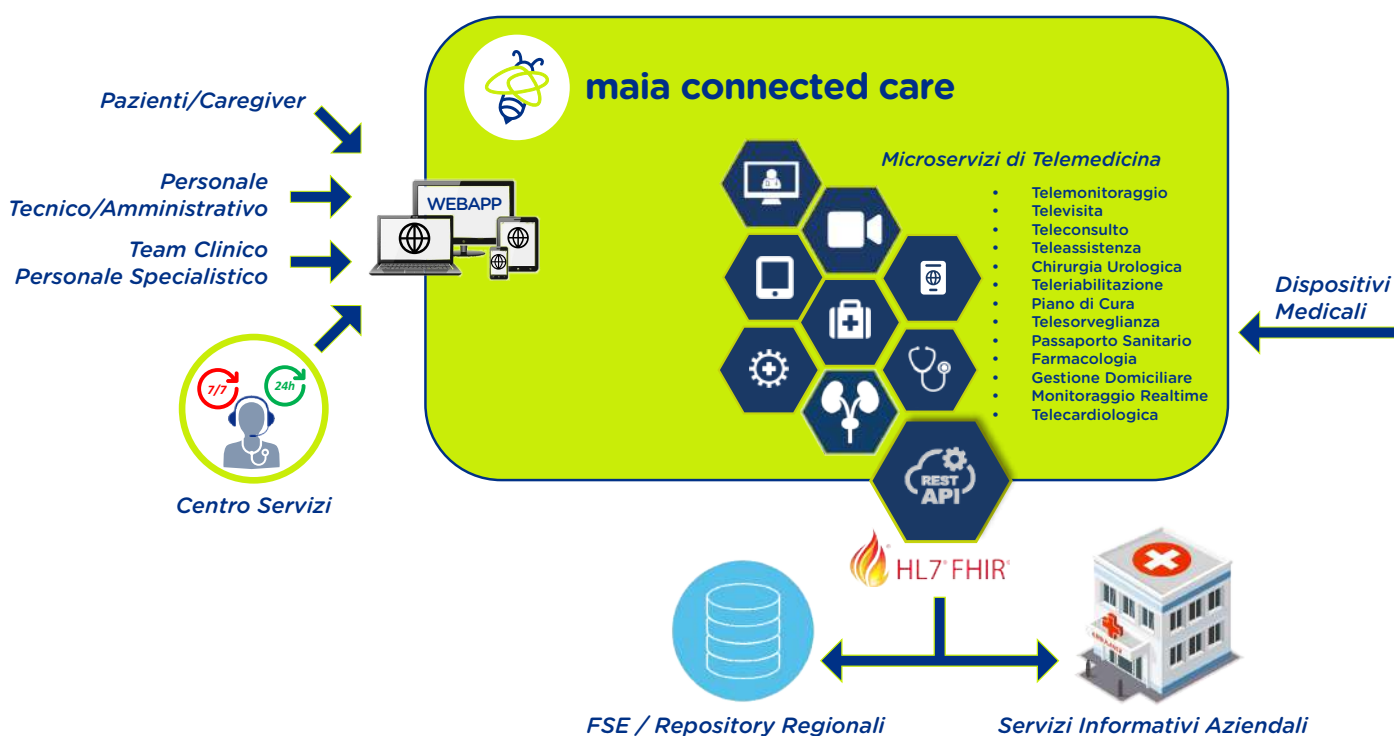 maia connected care
Pazienti/Caregiver
Personale
Tecnico/Amministrativo
Team Clinico
Personale Specialistico
WEBAPP
7/7
24h
Centro Servizi
Microservizi di Telemedicina
• Telemonitoraggio
• Televisita
• Teleconsulto
• Teleassistenza
• Chirurgia Urologica
• Teleriabilitazione
• Piano di Cura
• Telesorveglianza
• Passaporto Sanitario
• Farmacologia
• Gestione Domiciliare
• Monitoraggio Realtime
• Telecardiologica
Dispositivi
Medicali
REST
API
HL7® FHIR®
AMBULANCE
FSE / Repository Regionali
Servizi Informativi Aziendali